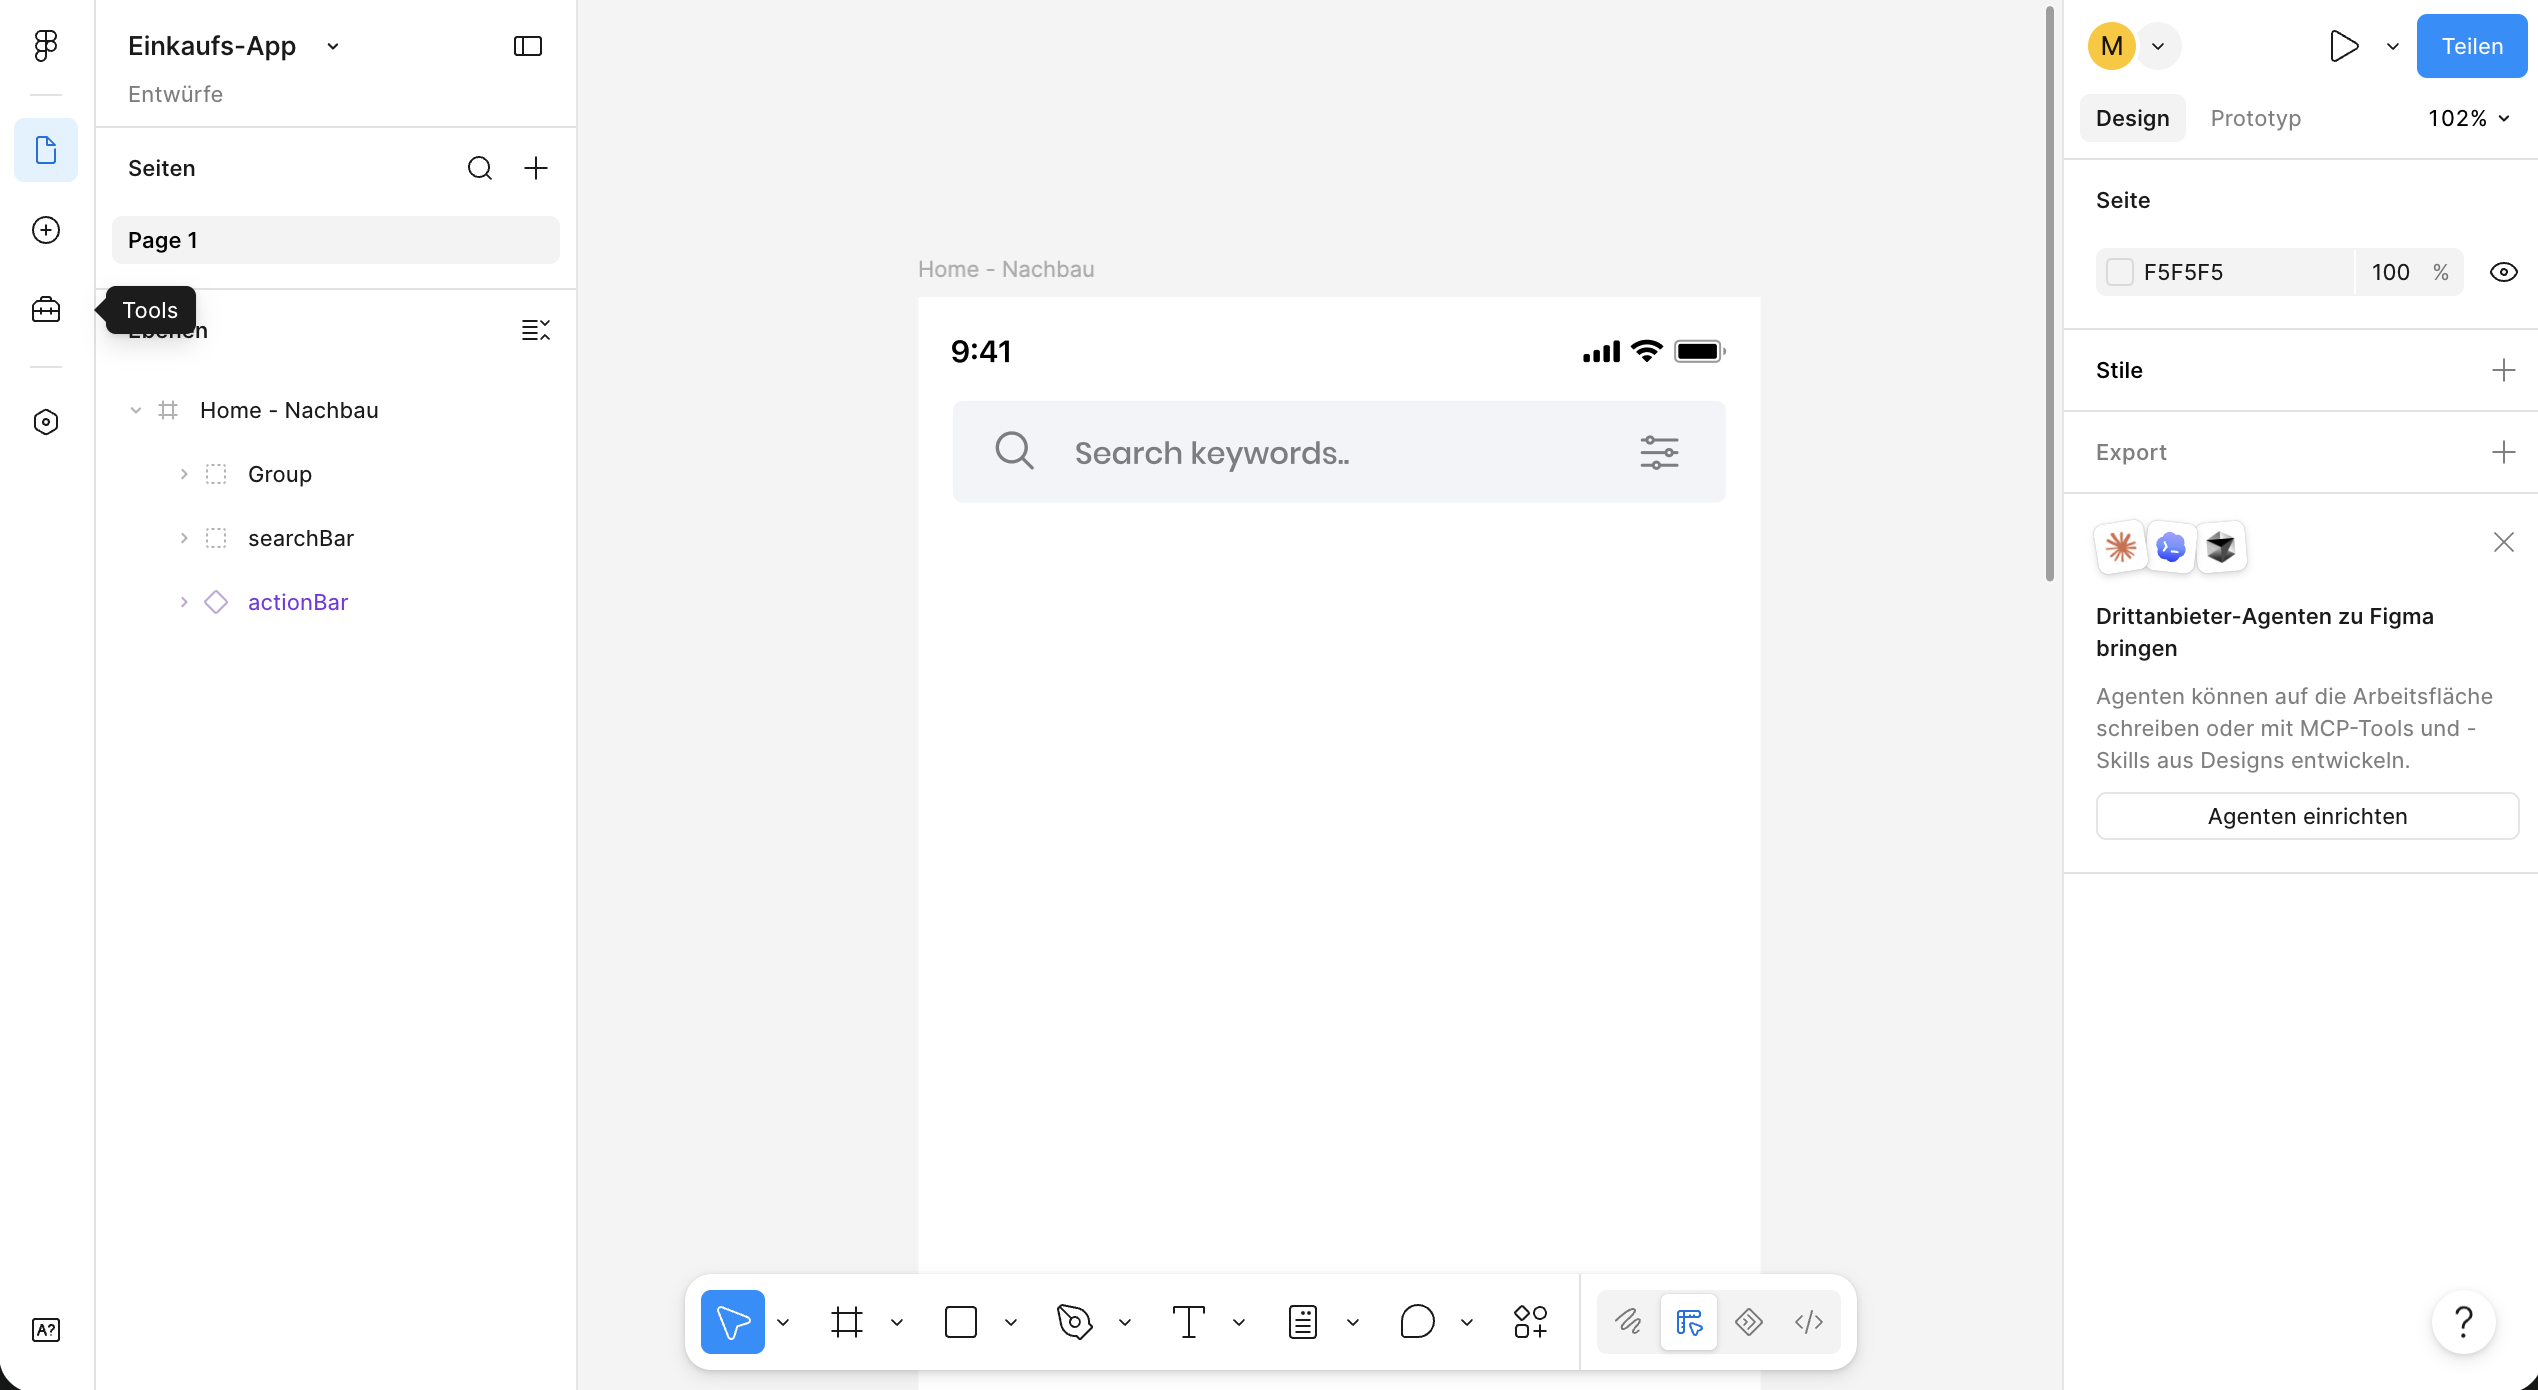 Einkaufs-App
Entwürfe
Seiten
Page 1
Tools
Ebenen
Home - Nachbau
Group
searchBar
actionBar
A?
Home - Nachbau
9:41
Search keywords..
M
Teilen
Design
Prototyp
102%
Seite
F5F5F5
100 %
Stile
Export
Drittanbieter-Agenten zu Figma
bringen
Agenten können auf die Arbeitsfläche
schreiben oder mit MCP-Tools und -
Skills aus Designs entwickeln.
Agenten einrichten
?